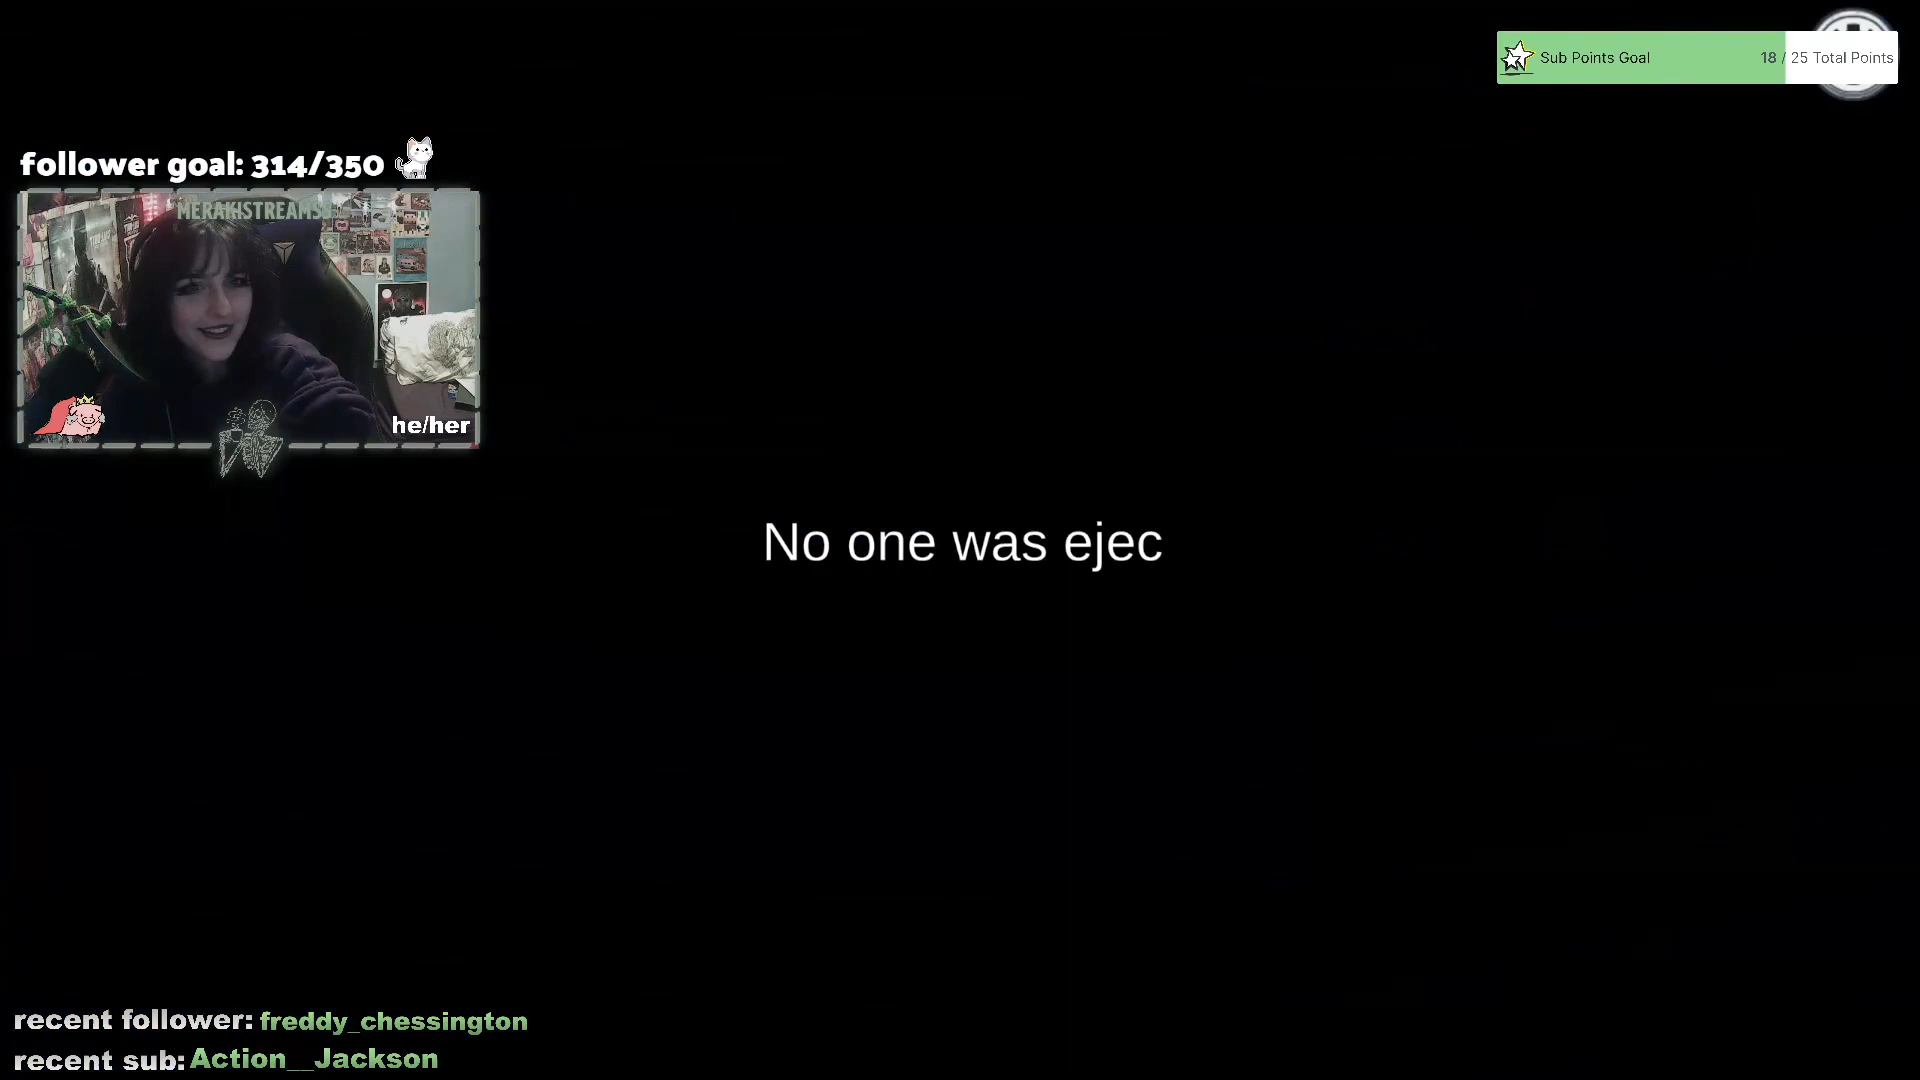 Sub Points Goal 18 / 25 Total Points
follower goal: 314/350
MERAKISTREAMSS
he/her
No one was ejec
recent follower: freddy_chessington
recent sub: Action__Jackson